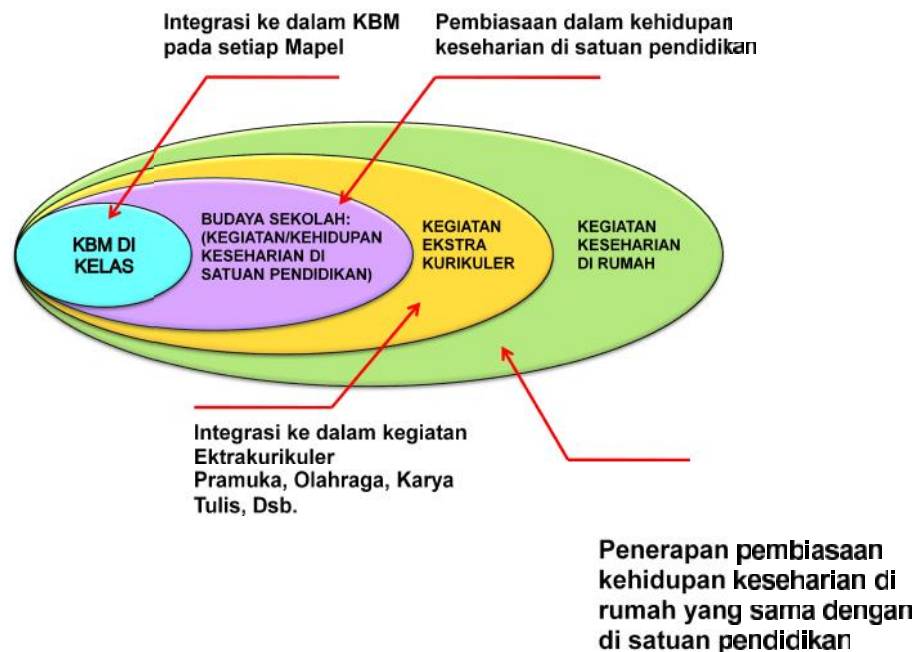 Integrasi ke dalam KBM
pada setiap Mapel
Pembiasaan dalam kehidupan
keseharian di satuan pendidikan
KBM DI
KELAS
BUDAYA SEKOLAH:
(KEGIATAN/KEHIDUPAN
KESEHARIAN DI
SATUAN PENDIDIKAN)
KEGIATAN
EKSTRA
KURIKULER
KEGIATAN
KESEHARIAN
DI RUMAH
Integrasi ke dalam kegiatan
Ektrakurikuler
Pramuka, Olahraga, Karya
Tulis, Dsb.
Penerapan pembiasaan
kehidupan keseharian di
rumah yang sama dengan
di satuan pendidikan